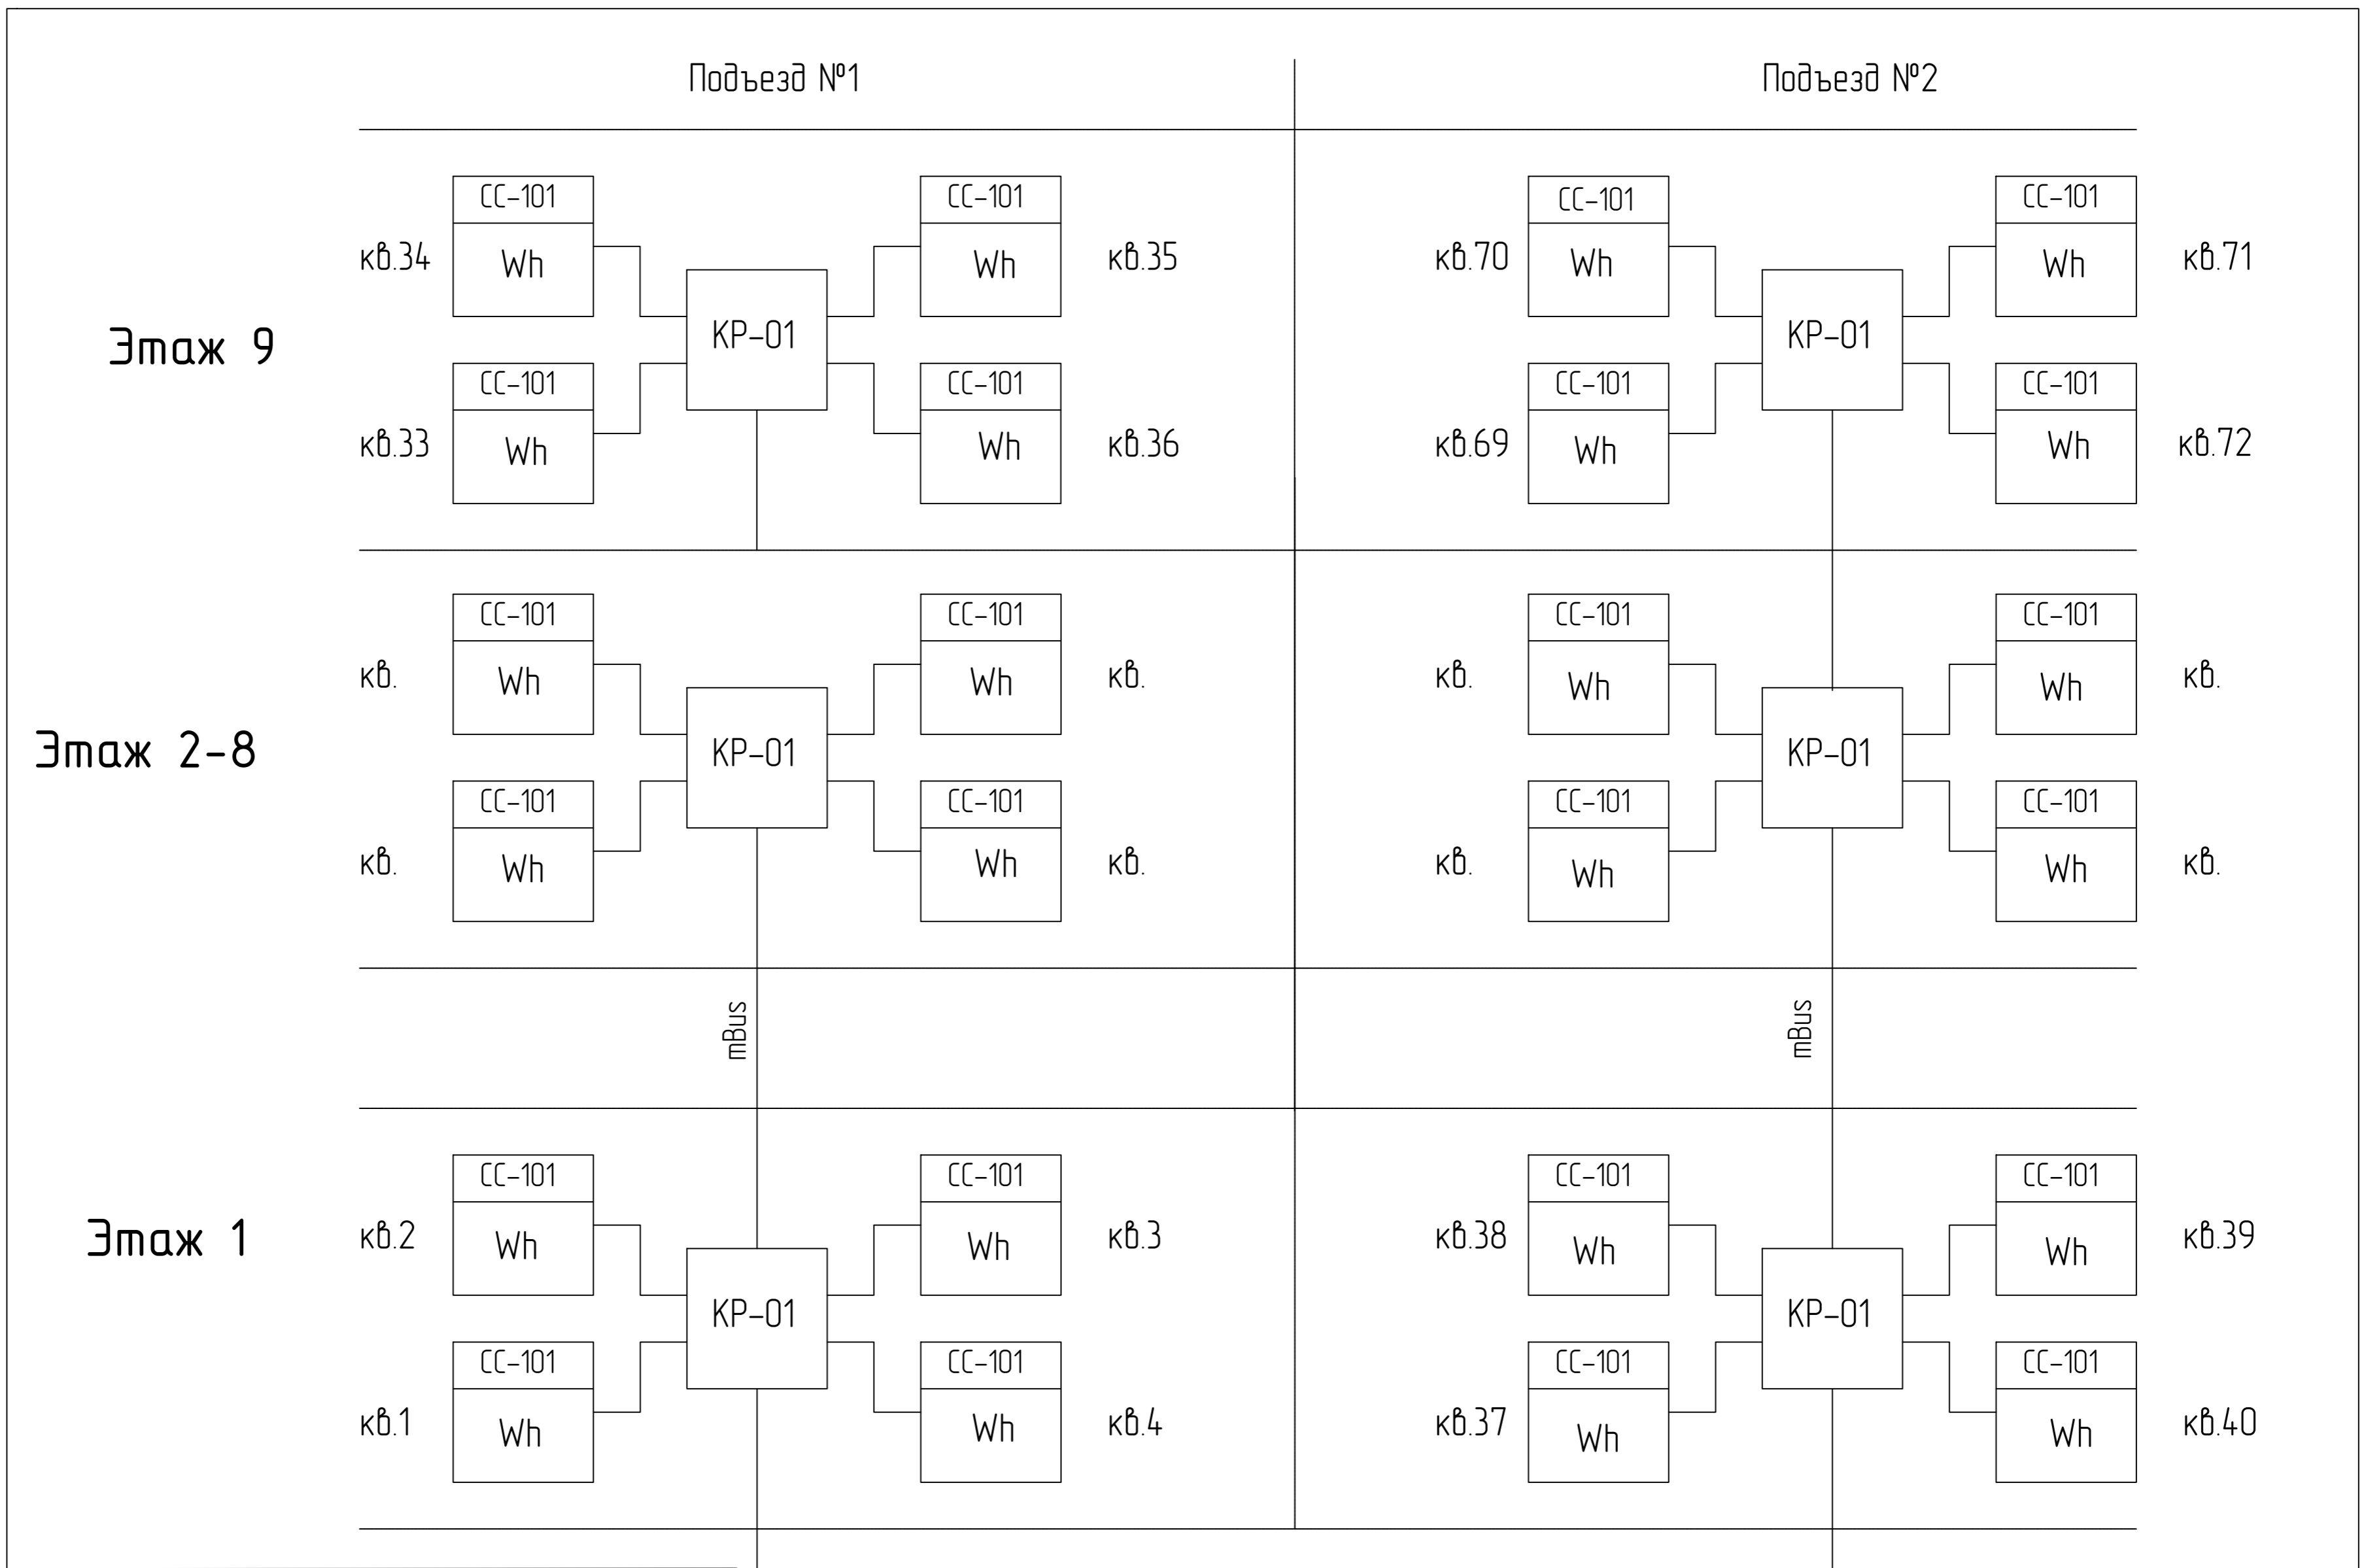 Подъезд №1 Подъезд №2
СС-101 СС-101 СС-101 СС-101
кв.34 Wh Wh кв.35 кв.70 Wh Wh кв.71
Этаж 9 КР-01 КР-01
СС-101 СС-101 СС-101 СС-101
кв.33 Wh Wh кв.36 кв.69 Wh Wh кв.72
СС-101 СС-101 СС-101 СС-101
кв. Wh Wh кв. кв. Wh Wh кв.
Этаж 2-8 КР-01 КР-01
СС-101 СС-101 СС-101 СС-101
кв. Wh Wh кв. кв. Wh Wh кв.
mBus mBus
СС-101 СС-101 СС-101 СС-101
кв.2 Wh Wh кв.3 кв.38 Wh Wh кв.39
Этаж 1 КР-01 КР-01
СС-101 СС-101 СС-101 СС-101
кв.1 Wh Wh кв.4 кв.37 Wh Wh кв.40